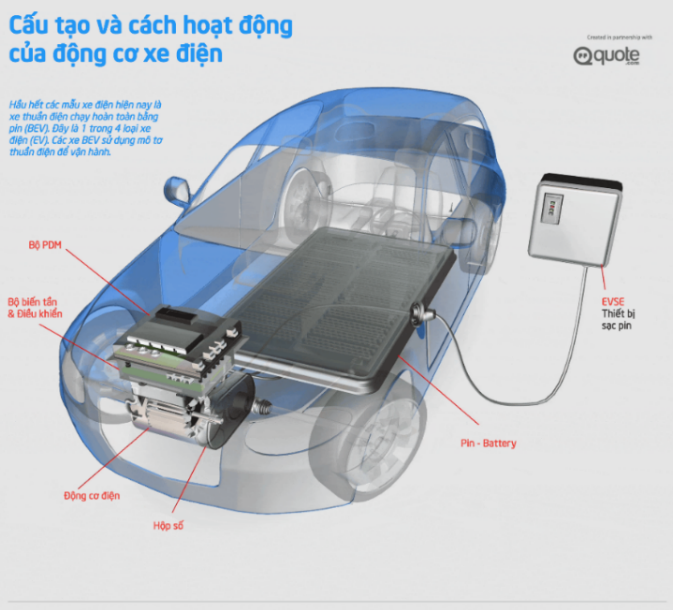 Cấu tạo và cách hoạt động
của động cơ xe điện
Created in partnership with
quote
.com
Hầu hết các mẫu xe điện hiện nay là
xe thuần điện chạy hoàn toàn bằng
pin (BEV). Đây là 1 trong 4 loại xe
điện (EV). Các xe BEV sử dụng mô tơ
thuần điện để vận hành.
Bộ PDM
Bộ biến tần
& Điều khiển
EVSE
Thiết bị
sạc pin
Pin - Battery
Động cơ điện
Hộp số